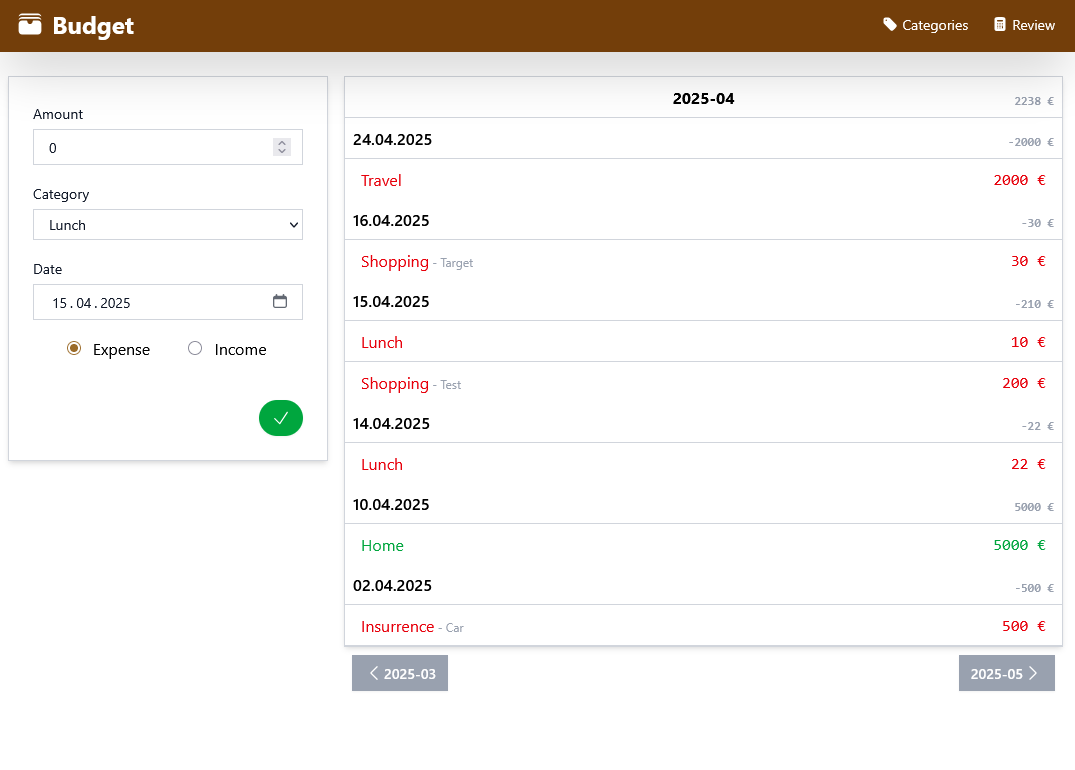 Budget
Categories
Review
Amount
0
Category
Lunch
Date
15 . 04 . 2025
Expense Income
2025-04 2238 €
24.04.2025 -2000 €
Travel 2000 €
16.04.2025 -30 €
Shopping - Target 30 €
15.04.2025 -210 €
Lunch 10 €
Shopping - Test 200 €
14.04.2025 -22 €
Lunch 22 €
10.04.2025 5000 €
Home 5000 €
02.04.2025 -500 €
Insurrence - Car 500 €
2025-03
2025-05